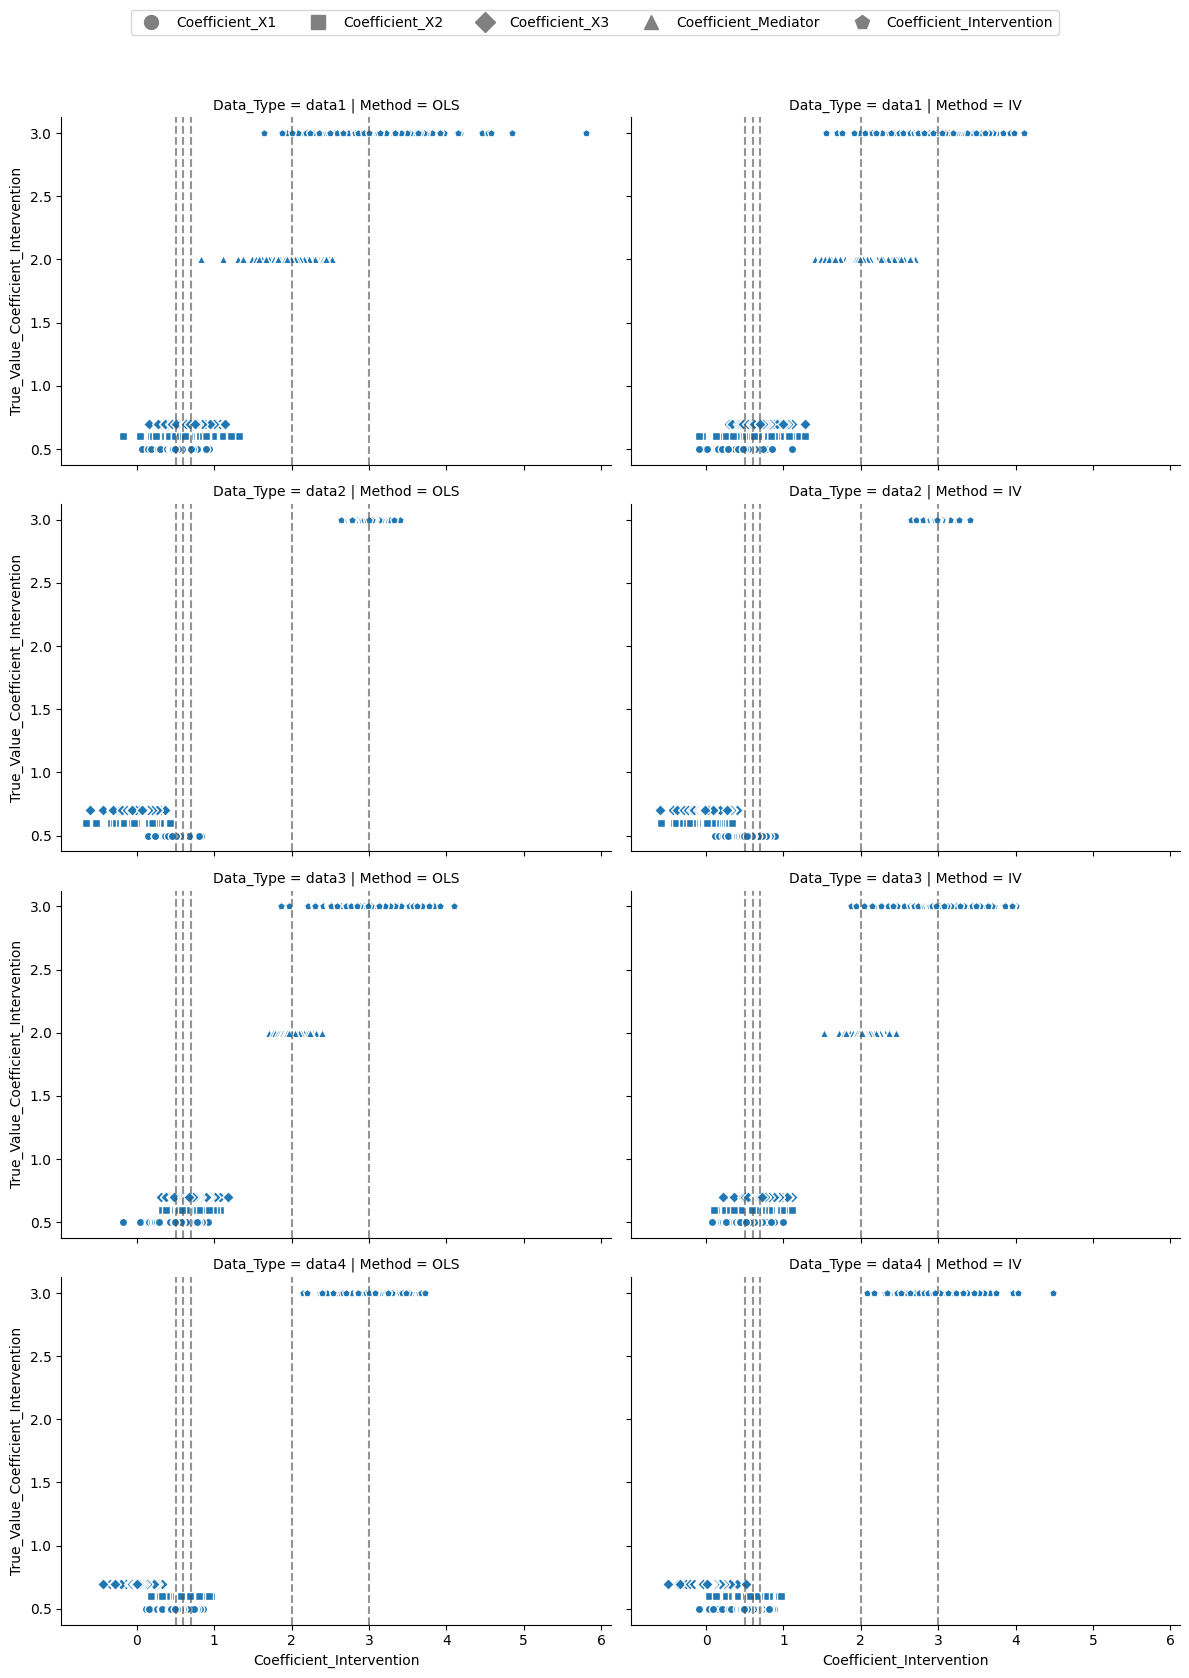 Coefficient_X1 Coefficient_X2 Coefficient_X3 Coefficient_Mediator Coefficient_Intervention
Data_Type = data1 | Method = OLS
Data_Type = data1 | Method = IV
True_Value_Coefficient_Intervention
3.0
2.5
2.0
1.5
1.0
0.5
Data_Type = data2 | Method = OLS
Data_Type = data2 | Method = IV
True_Value_Coefficient_Intervention
3.0
2.5
2.0
1.5
1.0
0.5
Data_Type = data3 | Method = OLS
Data_Type = data3 | Method = IV
True_Value_Coefficient_Intervention
3.0
2.5
2.0
1.5
1.0
0.5
Data_Type = data4 | Method = OLS
Data_Type = data4 | Method = IV
True_Value_Coefficient_Intervention
3.0
2.5
2.0
1.5
1.0
0.5
0 1 2 3 4 5 6
Coefficient_Intervention
0 1 2 3 4 5 6
Coefficient_Intervention